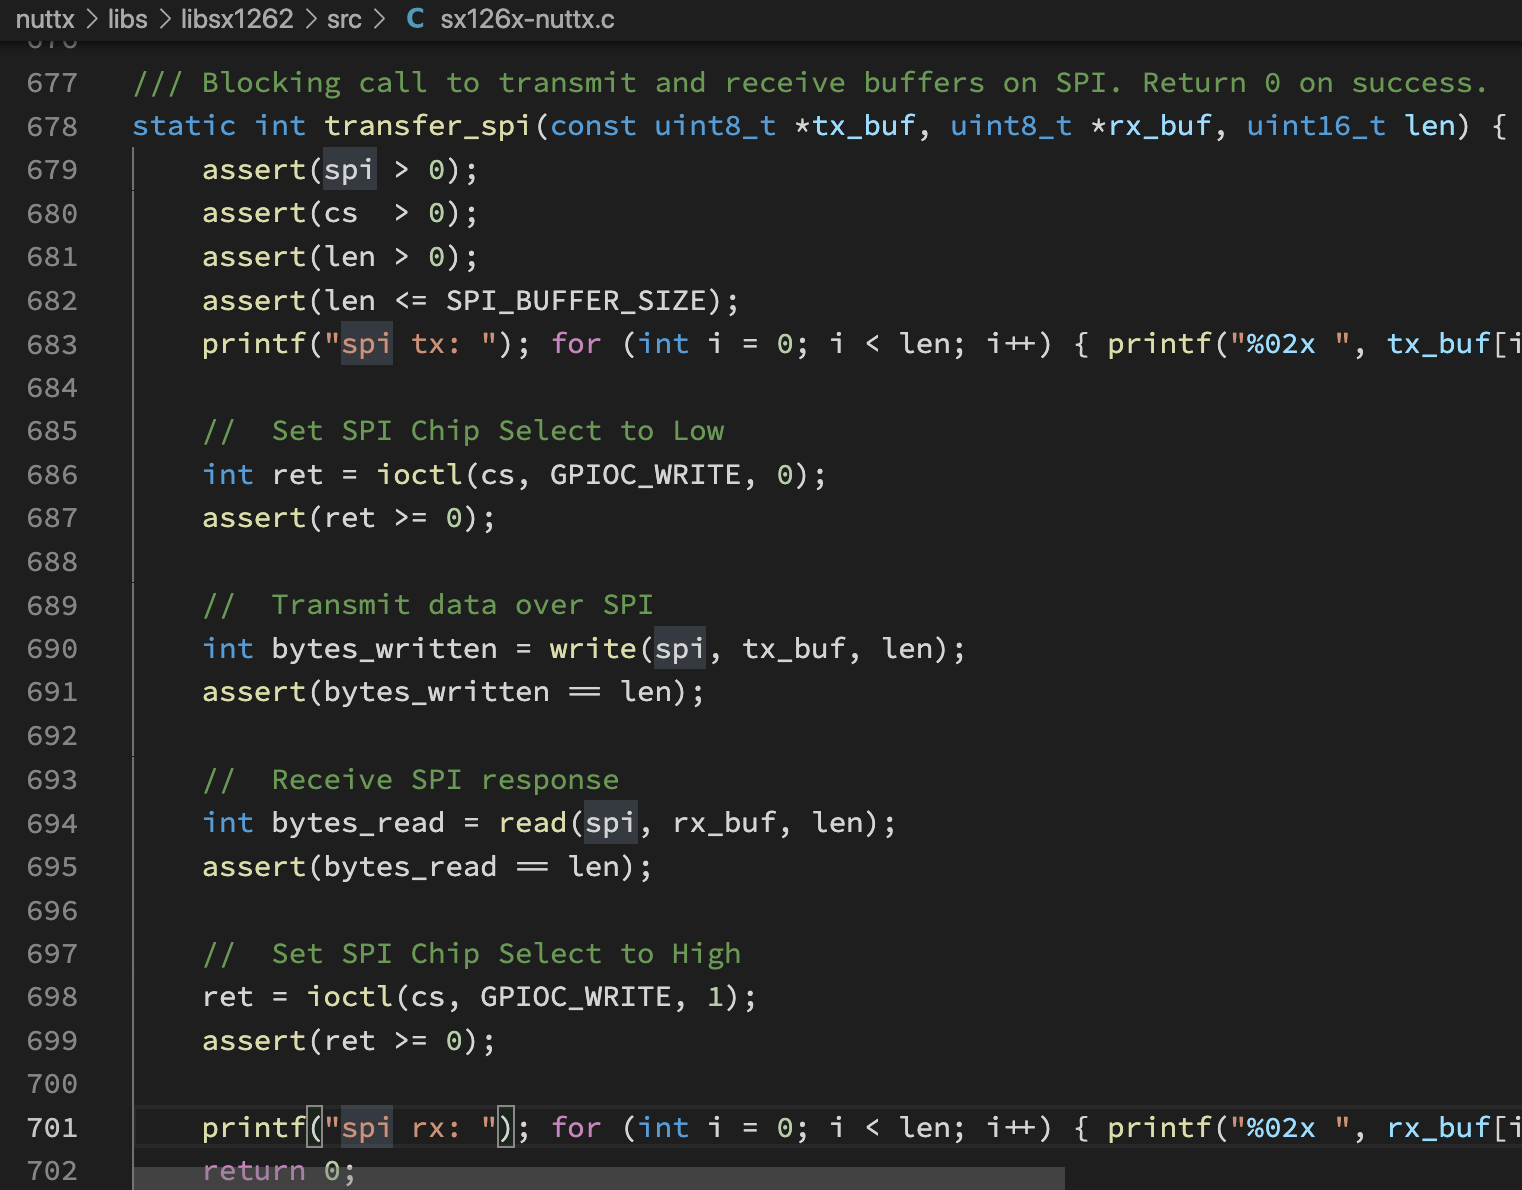 nuttx > libs > libsx1262 > src > C sx126x-nuttx.c
676
677 /// Blocking call to transmit and receive buffers on SPI. Return 0 on success.
678 static int transfer_spi(const uint8_t *tx_buf, uint8_t *rx_buf, uint16_t len) {
679     assert(spi > 0);
680     assert(cs  > 0);
681     assert(len > 0);
682     assert(len <= SPI_BUFFER_SIZE);
683     printf("spi tx: "); for (int i = 0; i < len; i++) { printf("%02x ", tx_buf[i
684
685     //  Set SPI Chip Select to Low
686     int ret = ioctl(cs, GPIOC_WRITE, 0);
687     assert(ret >= 0);
688
689     //  Transmit data over SPI
690     int bytes_written = write(spi, tx_buf, len);
691     assert(bytes_written == len);
692
693     //  Receive SPI response
694     int bytes_read = read(spi, rx_buf, len);
695     assert(bytes_read == len);
696
697     //  Set SPI Chip Select to High
698     ret = ioctl(cs, GPIOC_WRITE, 1);
699     assert(ret >= 0);
700
701     printf("spi rx: "); for (int i = 0; i < len; i++) { printf("%02x ", rx_buf[i
702     return 0;